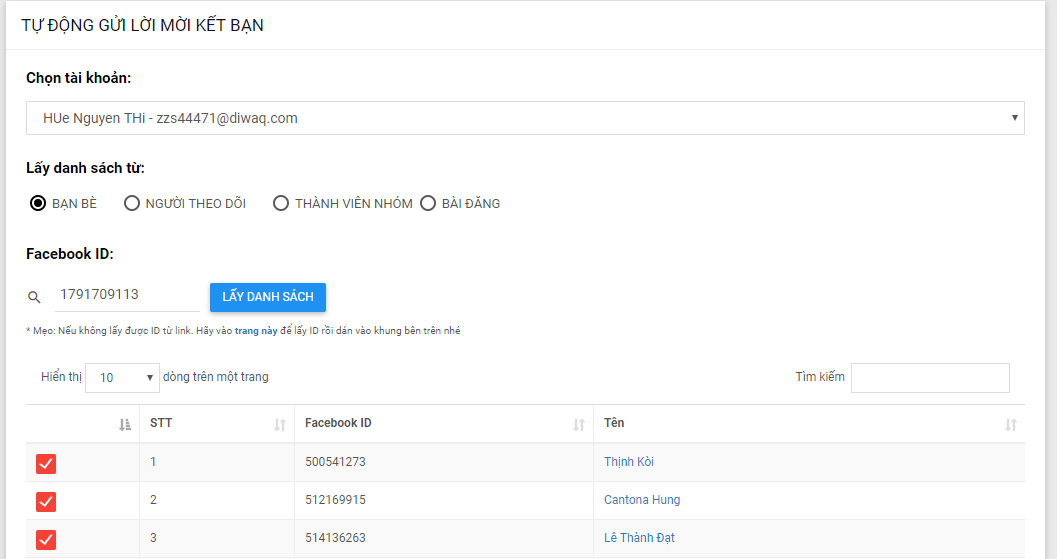 TỰ ĐỘNG GỬI LỜI MỜI KẾT BẠN
Chọn tài khoản:
HUe Nguyen THi - zzs44471@diwaq.com
Lấy danh sách từ:
BẠN BÈ NGƯỜI THEO DÕI THÀNH VIÊN NHÓM BÀI ĐĂNG
Facebook ID:
1791709113 LẤY DANH SÁCH
* Mẹo: Nếu không lấy được ID từ link. Hãy vào trang này để lấy ID rồi dán vào khung bên trên nhé
Hiển thị 10 dòng trên một trang Tìm kiếm
STT Facebook ID Tên
1 500541273 Thịnh Kòi
2 512169915 Cantona Hung
3 514136263 Lê Thành Đạt